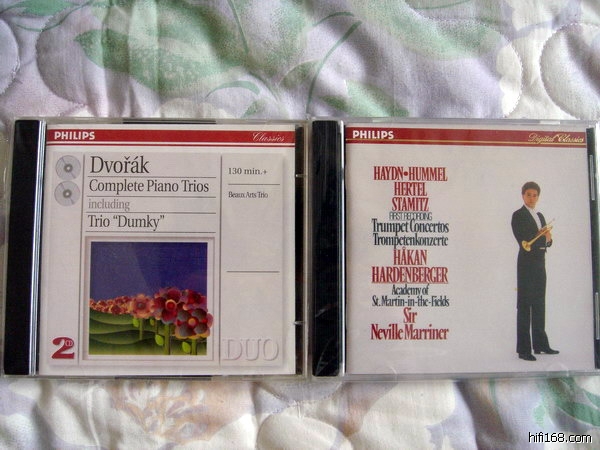 PHILIPS
Classics
Dvořák
Complete Piano Trios
including
Trio "Dumky"
130 min.+
Beaux Arts Trio
2CD
DUO
PHILIPS
Digital Classics
HAYDN•HUMMEL
HERTEL
STAMITZ
FIRST RECORDING
Trumpet Concertos
Trompetenkonzerte
HÅKAN
HARDENBERGER
Academy of
St. Martin-in-the-Fields
Sir
Neville Marriner
hifi168.com